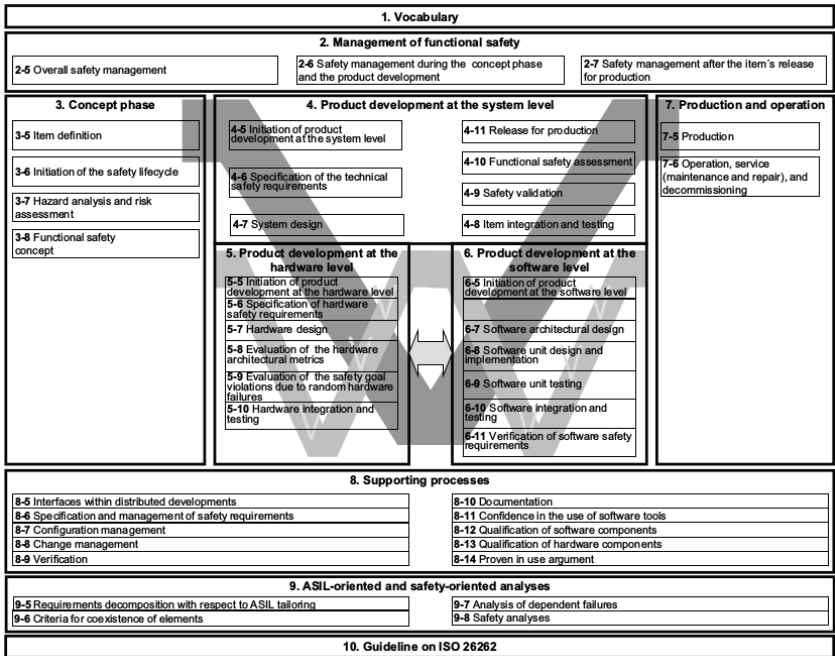 1. Vocabulary
2. Management of functional safety
2-5 Overall safety management
2-6 Safety management during the concept phase
and the product development
2-7 Safety management after the item´s release
for production
3. Concept phase
3-5 Item definition
3-6 Initiation of the safety lifecycle
3-7 Hazard analysis and risk
assessment
3-8 Functional safety
concept
4. Product development at the system level
4-5 Initiation of product
development at the system level
4-6 Specification of the technical
safety requirements
4-7 System design
4-11 Release for production
4-10 Functional safety assessment
4-9 Safety validation
4-8 Item integration and testing
7. Production and operation
7-5 Production
7-6 Operation, service
(maintenance and repair), and
decommissioning
5. Product development at the
hardware level
5-5 Initiation of product
development at the hardware level
5-6 Specification of hardware
safety requirements
5-7 Hardware design
5-8 Evaluation of the hardware
architectural metrics
5-9 Evaluation of the safety goal
violations due to random hardware
failures
5-10 Hardware integration and
testing
6. Product development at the
software level
6-5 Initiation of product
development at the software level
6-7 Software architectural design
6-8 Software unit design and
implementation
6-9 Software unit testing
6-10 Software integration and
testing
6-11 Verification of software safety
requirements
8. Supporting processes
8-5 Interfaces within distributed developments
8-6 Specification and management of safety requirements
8-7 Configuration management
8-8 Change management
8-9 Verification
8-10 Documentation
8-11 Confidence in the use of software tools
8-12 Qualification of software components
8-13 Qualification of hardware components
8-14 Proven in use argument
9. ASIL-oriented and safety-oriented analyses
9-5 Requirements decomposition with respect to ASIL tailoring
9-6 Criteria for coexistence of elements
9-7 Analysis of dependent failures
9-8 Safety analyses
10. Guideline on ISO 26262